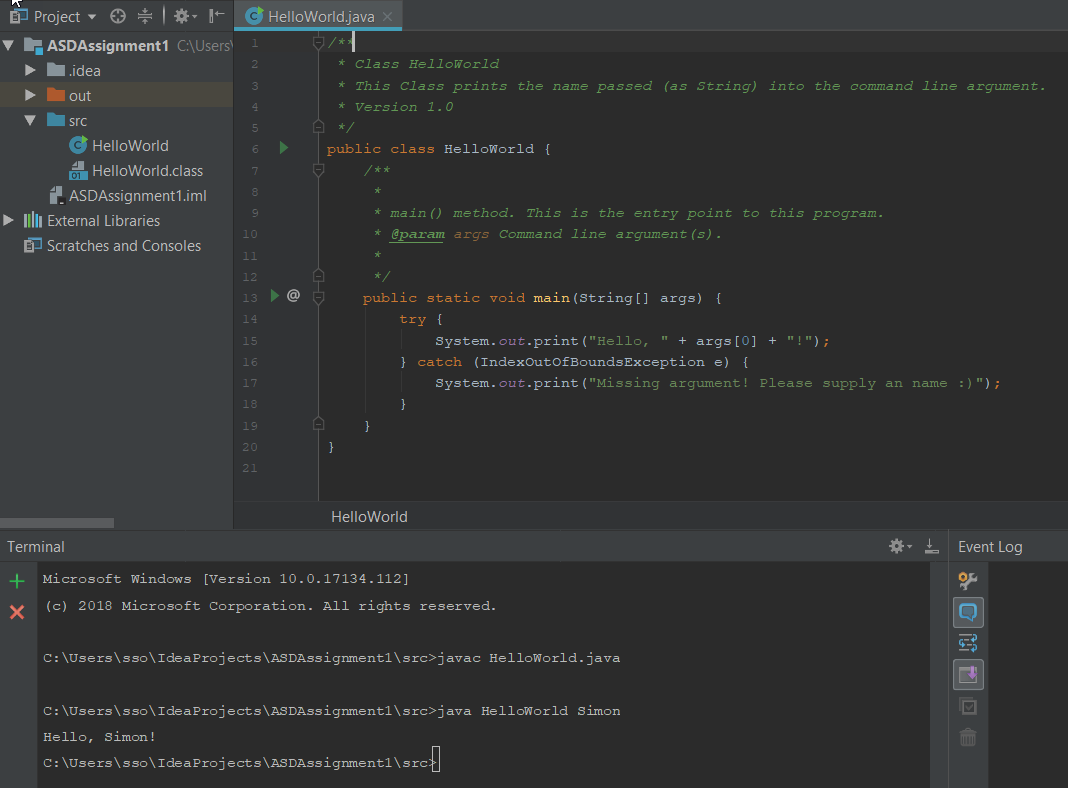 Project
HelloWorld.java
ASDAssignment1 C:\Users\
.idea
out
src
HelloWorld
HelloWorld.class
ASDAssignment1.iml
External Libraries
Scratches and Consoles
1 /**
2 * Class HelloWorld
3 * This Class prints the name passed (as String) into the command line argument.
4 * Version 1.0
5 */
6 public class HelloWorld {
7 /**
8 *
9 * main() method. This is the entry point to this program.
10 * @param args Command line argument(s).
11 *
12 */
13 @ public static void main(String[] args) {
14 try {
15 System.out.print("Hello, " + args[0] + "!");
16 } catch (IndexOutOfBoundsException e) {
17 System.out.print("Missing argument! Please supply an name :)");
18 }
19 }
20 }
21
HelloWorld
Terminal
Event Log
Microsoft Windows [Version 10.0.17134.112]
(c) 2018 Microsoft Corporation. All rights reserved.
C:\Users\sso\IdeaProjects\ASDAssignment1\src>javac HelloWorld.java
C:\Users\sso\IdeaProjects\ASDAssignment1\src>java HelloWorld Simon
Hello, Simon!
C:\Users\sso\IdeaProjects\ASDAssignment1\src>